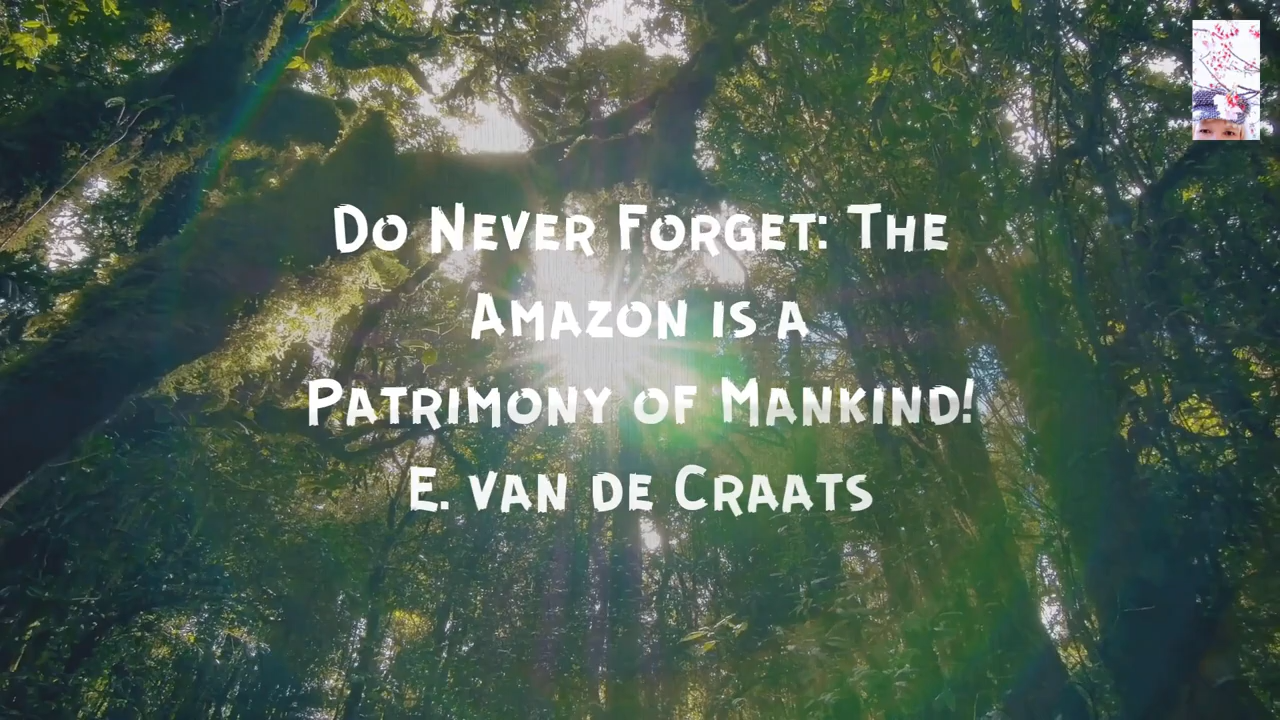 Do Never Forget: The
Amazon is a
Patrimony of Mankind!
E. van de Craats